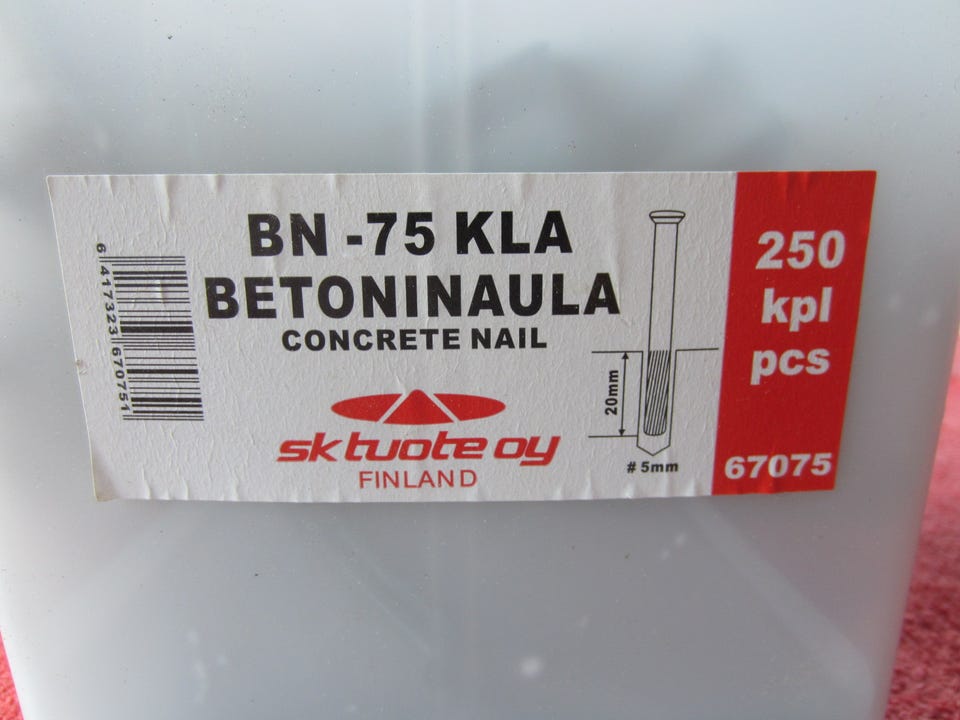 BN -75 KLA
BETONINAULA
CONCRETE NAIL
sk tuote oy
FINLAND
6 417323 670751
20mm
# 5mm
250
kpl
pcs
67075